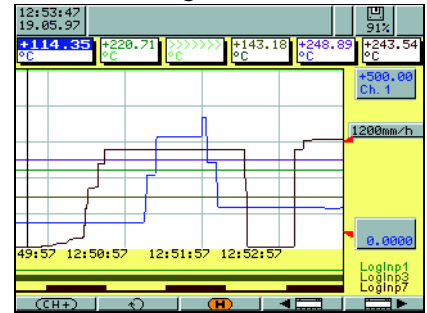 12:53:47
19.05.97
91%
+114.35 +220.71 >>>>>>> +143.18 +248.89 +243.54
°C °C °C °C °C °C
+500.00
Ch.1
1200mm/h
0.0000
49:57 12:50:57 12:51:57 12:52:57
LogInp1
LogInp3
LogInp7
(CH+) H